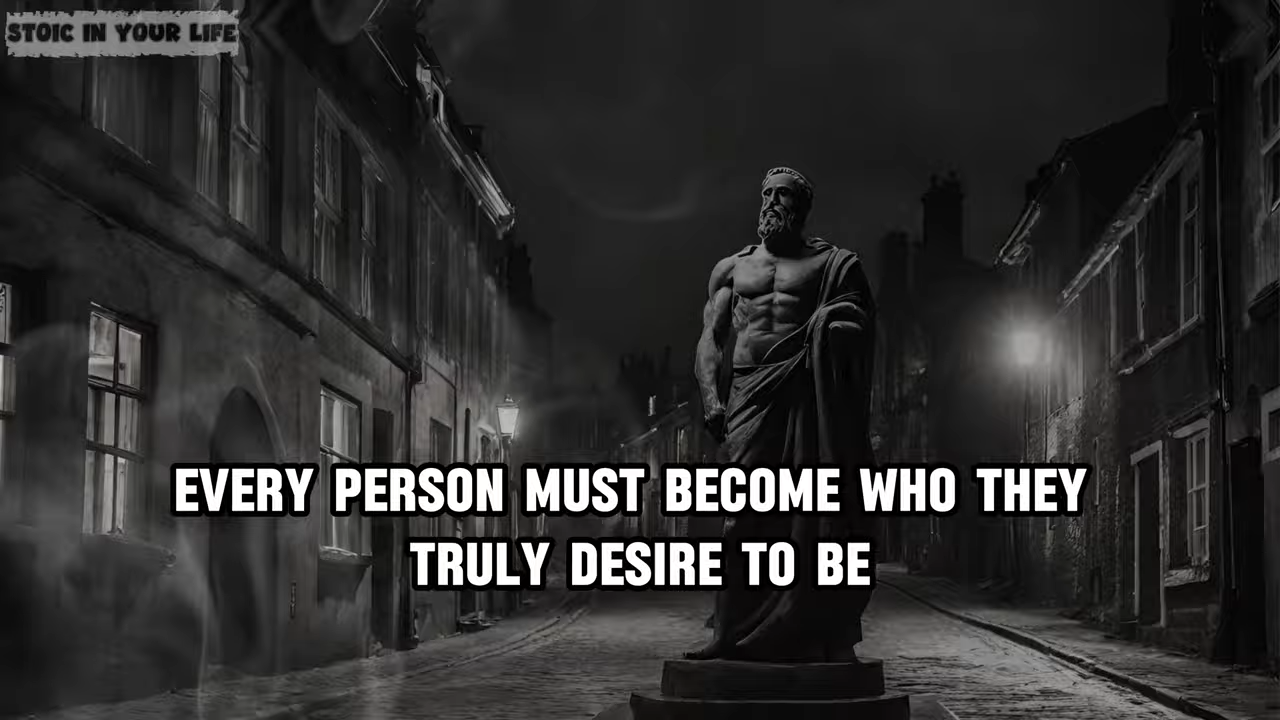 STOIC IN YOUR LIFE
EVERY PERSON MUST BECOME WHO THEY
TRULY DESIRE TO BE